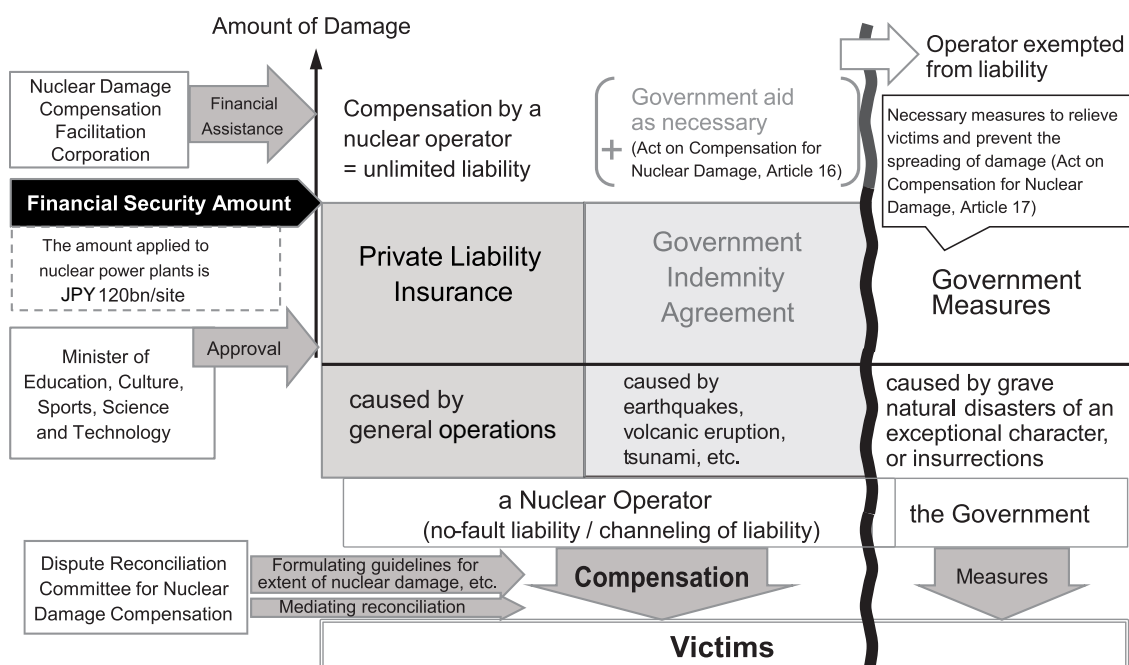 Amount of Damage
Nuclear Damage
Compensation
Facilitation
Corporation
Financial
Assistance
Compensation by a
nuclear operator
= unlimited liability
Government aid
as necessary
+ (Act on Compensation for
Nuclear Damage, Article 16)
Operator exempted
from liability
Necessary measures to relieve
victims and prevent the
spreading of damage (Act on
Compensation for Nuclear
Damage, Article 17)
Financial Security Amount
The amount applied to
nuclear power plants is
JPY 120bn/site
Private Liability
Insurance
Government
Indemnity
Agreement
Government
Measures
Minister of
Education, Culture,
Sports, Science
and Technology
Approval
caused by
general operations
caused by
earthquakes,
volcanic eruption,
tsunami, etc.
caused by grave
natural disasters of an
exceptional character,
or insurrections
a Nuclear Operator
(no-fault liability / channeling of liability)
the Government
Dispute Reconciliation
Committee for Nuclear
Damage Compensation
Formulating guidelines for
extent of nuclear damage, etc.
Mediating reconciliation
Compensation
Measures
Victims